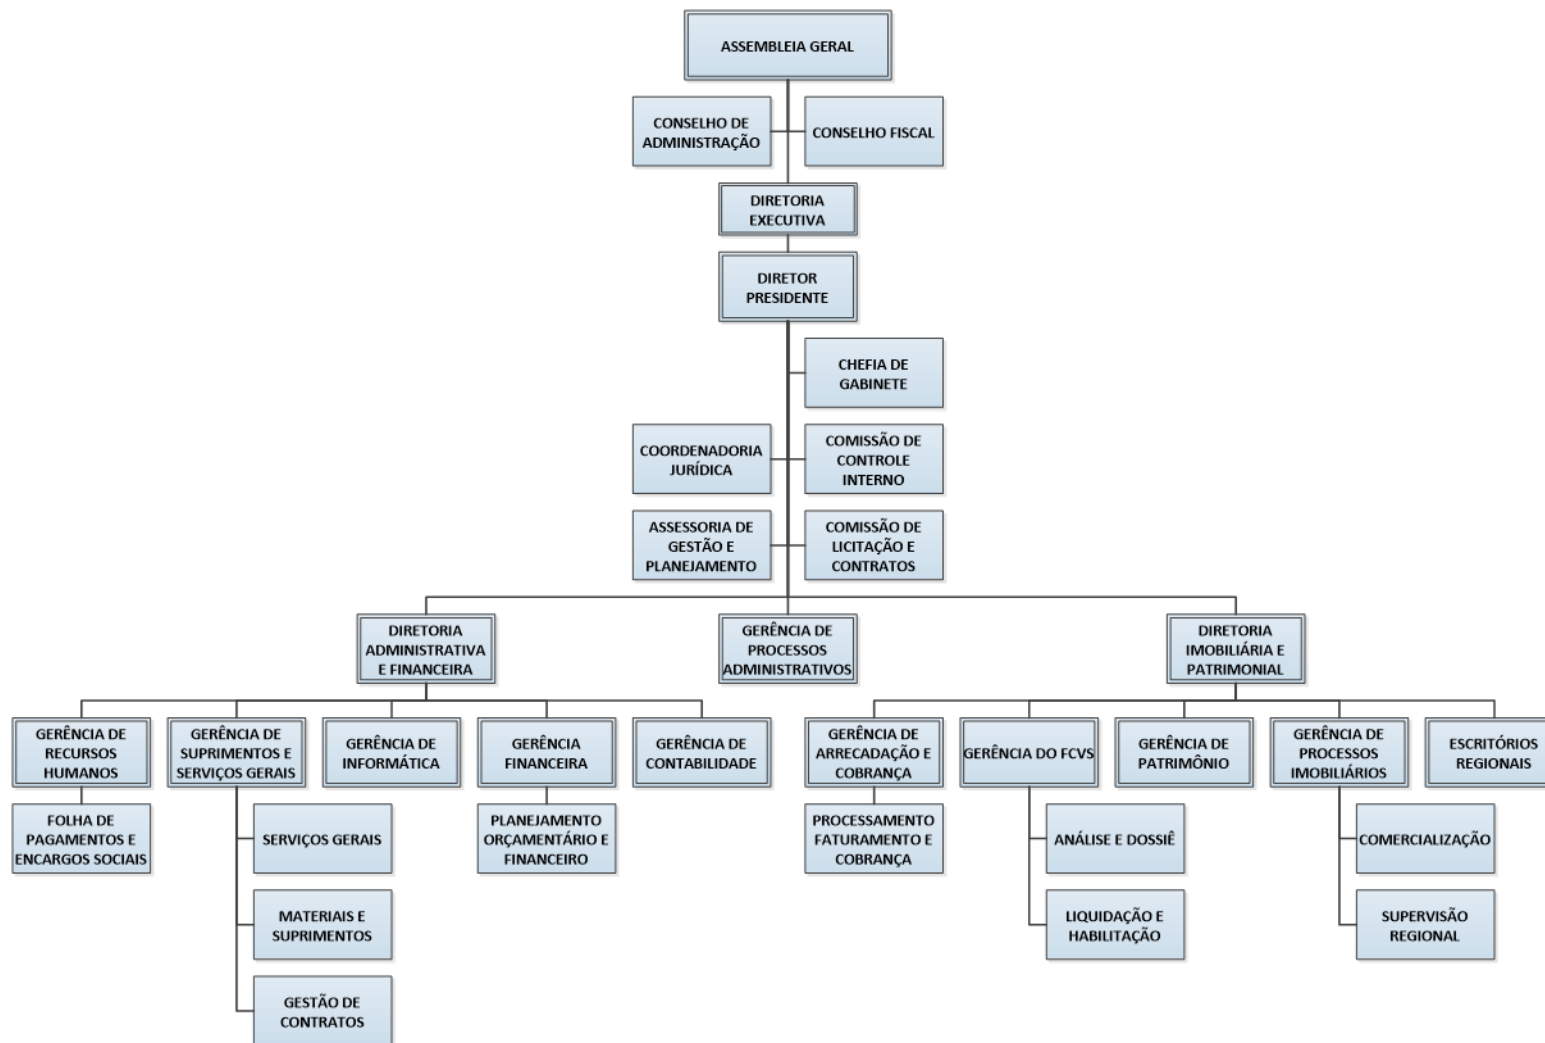 ASSEMBLEIA GERAL
CONSELHO DE
ADMINISTRAÇÃO
CONSELHO FISCAL
DIRETORIA
EXECUTIVA
DIRETOR
PRESIDENTE
CHEFIA DE
GABINETE
COORDENADORIA
JURÍDICA
COMISSÃO DE
CONTROLE
INTERNO
ASSESSORIA DE
GESTÃO E
PLANEJAMENTO
COMISSÃO DE
LICITAÇÃO E
CONTRATOS
DIRETORIA
ADMINISTRATIVA
E FINANCEIRA
GERÊNCIA DE
PROCESSOS
ADMINISTRATIVOS
DIRETORIA
IMOBILIÁRIA E
PATRIMONIAL
GERÊNCIA DE
RECURSOS
HUMANOS
GERÊNCIA DE
SUPRIMENTOS E
SERVIÇOS GERAIS
GERÊNCIA DE
INFORMÁTICA
GERÊNCIA
FINANCEIRA
GERÊNCIA DE
CONTABILIDADE
GERÊNCIA DE
ARRECADAÇÃO E
COBRANÇA
GERÊNCIA DO FCVS
GERÊNCIA DE
PATRIMÔNIO
GERÊNCIA DE
PROCESSOS
IMOBILIÁRIOS
ESCRITÓRIOS
REGIONAIS
FOLHA DE
PAGAMENTOS E
ENCARGOS SOCIAIS
SERVIÇOS GERAIS
PLANEJAMENTO
ORÇAMENTÁRIO E
FINANCEIRO
PROCESSAMENTO
FATURAMENTO E
COBRANÇA
ANÁLISE E DOSSIÊ
COMERCIALIZAÇÃO
MATERIAIS E
SUPRIMENTOS
LIQUIDAÇÃO E
HABILITAÇÃO
SUPERVISÃO
REGIONAL
GESTÃO DE
CONTRATOS